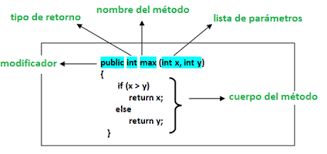 nombre del método
tipo de retorno
lista de parámetros
modificador
public int max (int x, int y)
{
if (x > y)
return x;
else
return y;
}
cuerpo del método